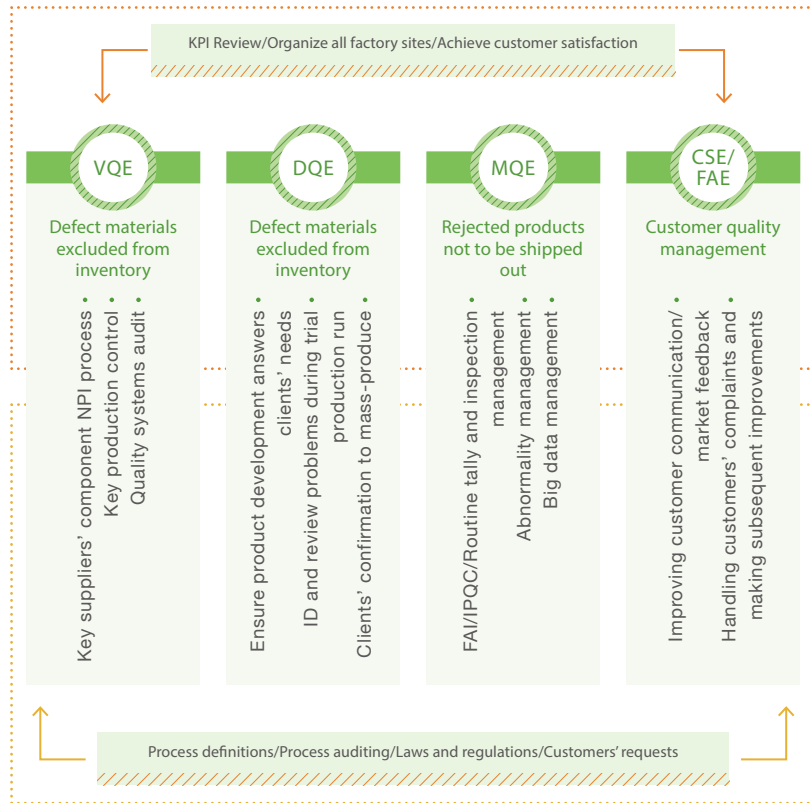 KPI Review/Organize all factory sites/Achieve customer satisfaction
VQE
Defect materials
excluded from
inventory
• Key suppliers’ component NPI process
• Key production control
• Quality systems audit
DQE
Defect materials
excluded from
inventory
• Ensure product development answers
clients’ needs
• ID and review problems during trial
production run
• Clients’ confirmation to mass-produce
MQE
Rejected products
not to be shipped
out
• FAI/IPQC/Routine tally and inspection
management
• Abnormality management
• Big data management
CSE/
FAE
Customer quality
management
• Improving customer communication/
market feedback
• Handling customers’ complaints and
making subsequent improvements
Process definitions/Process auditing/Laws and regulations/Customers’ requests